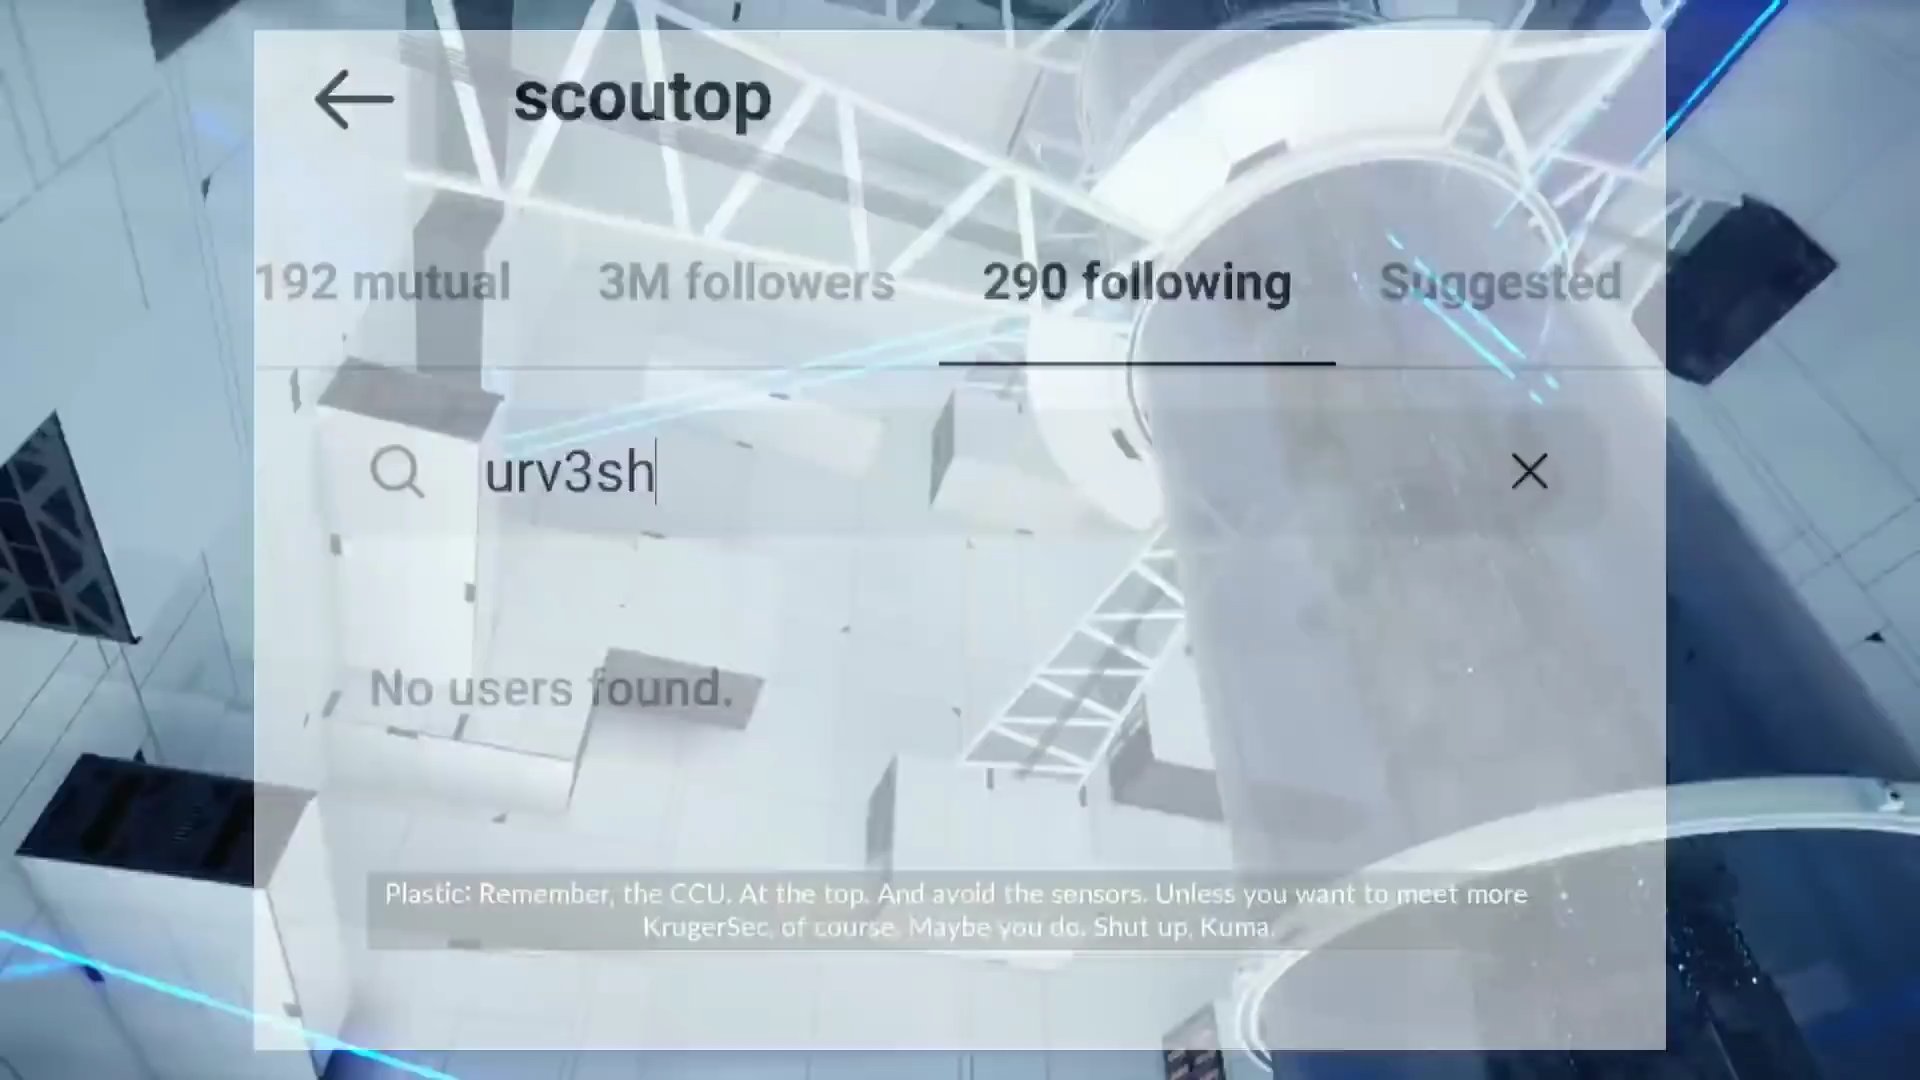 scoutop
192 mutual 3M followers 290 following Suggested
urv3sh
No users found.
Plastic: Remember, the CCU. At the top. And avoid the sensors. Unless you want to meet more
KrugerSec, of course. Maybe you do. Shut up, Kuma.